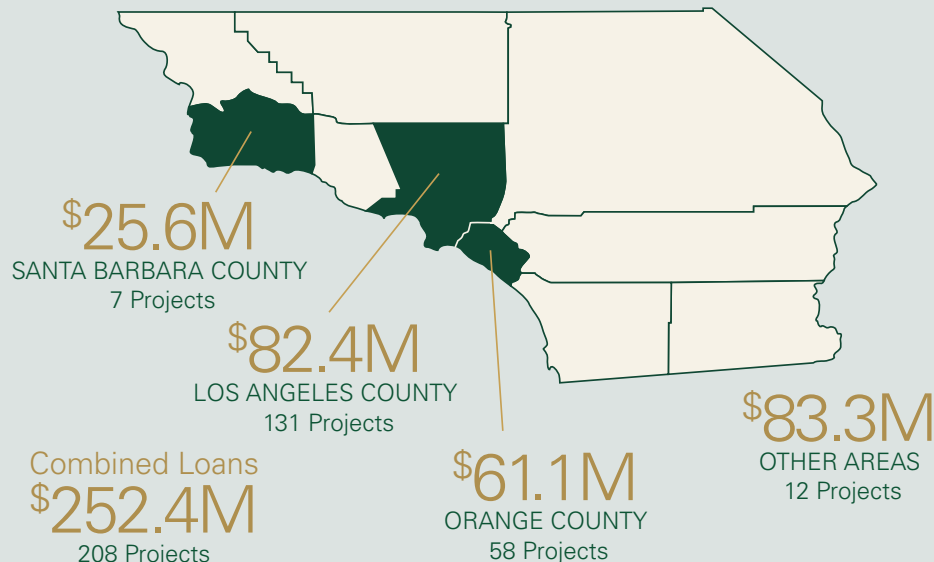 $25.6M
SANTA BARBARA COUNTY
7 Projects
$82.4M
LOS ANGELES COUNTY
131 Projects
Combined Loans
$252.4M
208 Projects
$61.1M
ORANGE COUNTY
58 Projects
$83.3M
OTHER AREAS
12 Projects